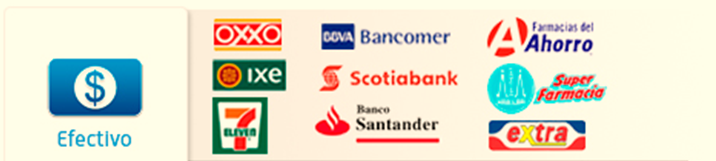 $
Efectivo
OXXO
BBVA Bancomer
Farmacias del
Ahorro
ixe
Scotiabank
Super
Farmacia
7
ELEVEN
Banco
Santander
extra